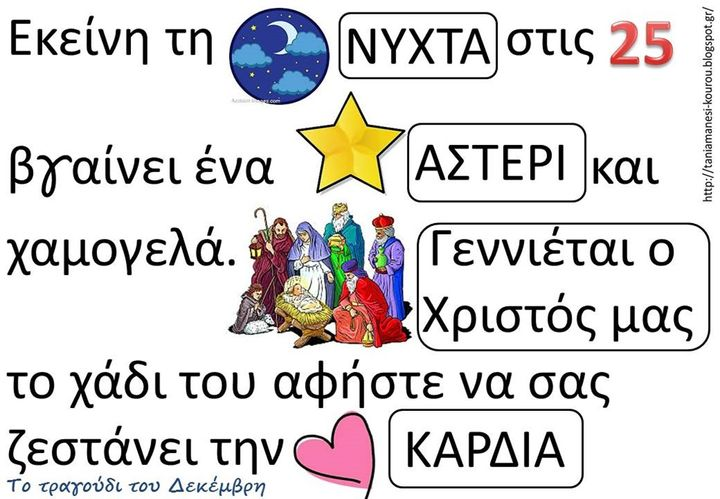 Εκείνη τη ΝΥΧΤΑ στις 25
βγαίνει ένα ΑΣΤΕΡΙ και
χαμογελά. Γεννιέται ο
Χριστός μας
το χάδι του αφήστε να σας
ζεστάνει την ΚΑΡΔΙΑ
Το τραγούδι του Δεκέμβρη
http://taniamanesi-kourou.blogspot.gr/